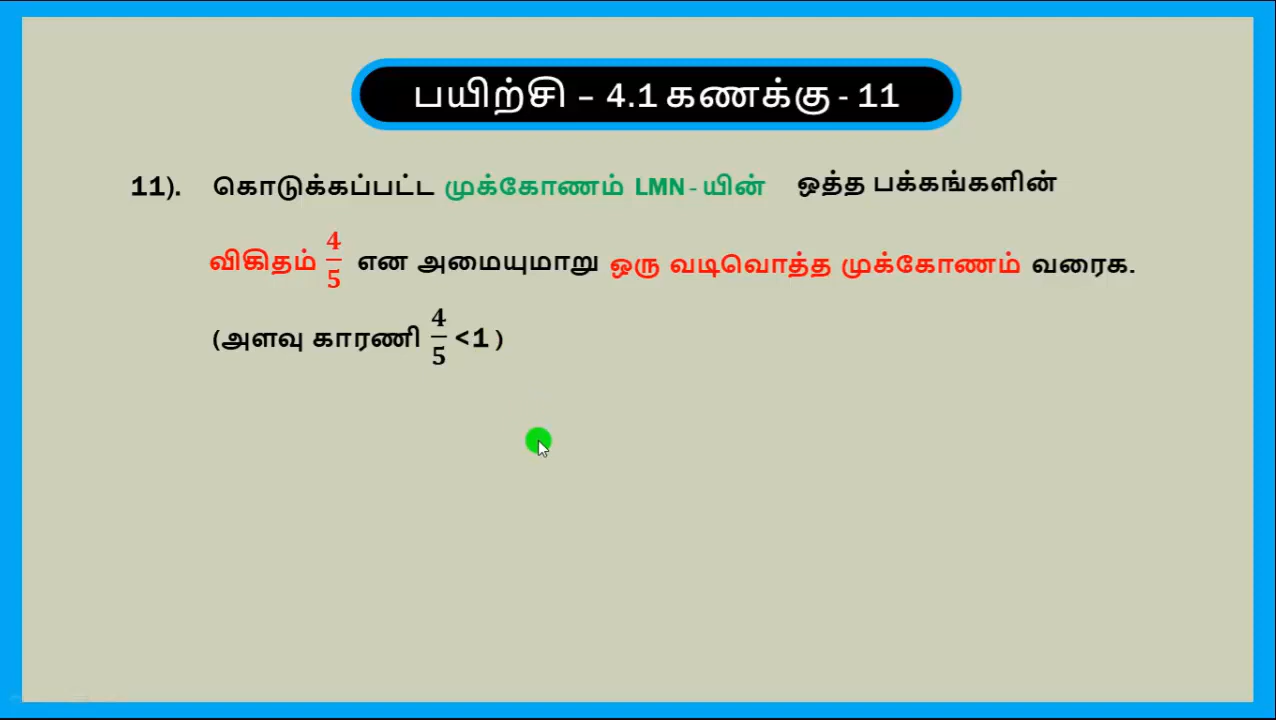 பயிற்சி – 4.1 கணக்கு - 11
11). கொடுக்கப்பட்ட முக்கோணம் LMN - யின் ஒத்த பக்கங்களின்
விகிதம் 4/5 என அமையுமாறு ஒரு வடிவொத்த முக்கோணம் வரைக.
(அளவு காரணி 4/5 <1 )